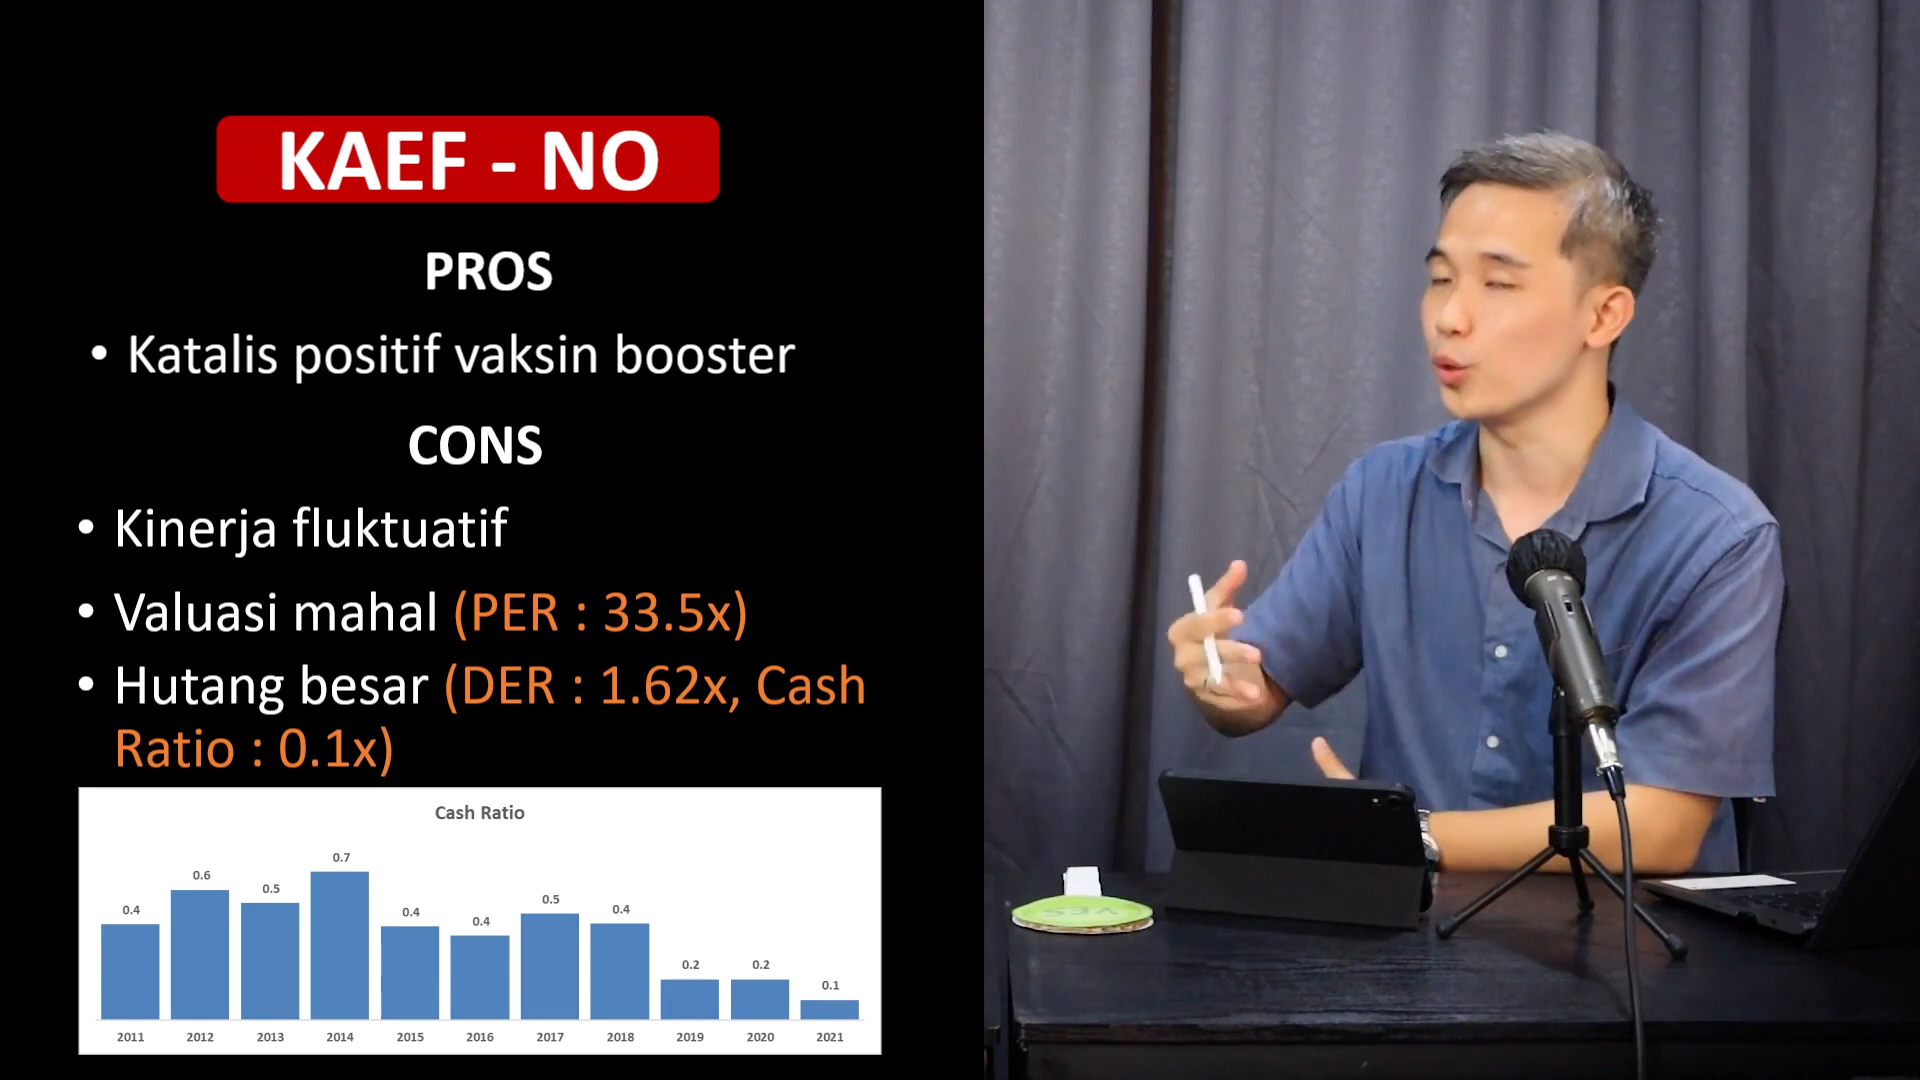 KAEF - NO
PROS
• Katalis positif vaksin booster
CONS
• Kinerja fluktuatif
• Valuasi mahal (PER : 33.5x)
• Hutang besar (DER : 1.62x, Cash
Ratio : 0.1x)
Cash Ratio
0.4 0.6 0.5 0.7 0.4 0.4 0.5 0.4 0.2 0.2 0.1
2011 2012 2013 2014 2015 2016 2017 2018 2019 2020 2021
YES